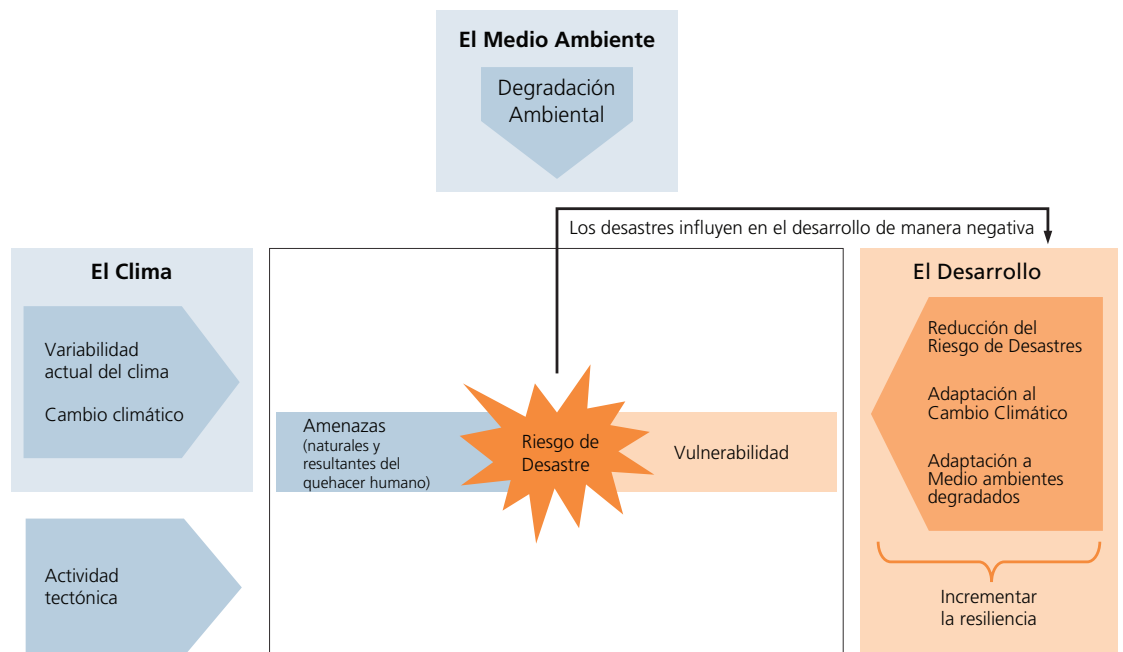 El Medio Ambiente
Degradación
Ambiental
Los desastres influyen en el desarrollo de manera negativa
El Clima
Variabilidad
actual del clima
Cambio climático
Actividad
tectónica
Amenazas
(naturales y
resultantes del
quehacer humano)
Riesgo de
Desastre
Vulnerabilidad
El Desarrollo
Reducción del
Riesgo de Desastres
Adaptación al
Cambio Climático
Adaptación a
Medio ambientes
degradados
Incrementar
la resiliencia